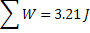 ∑ W = 3.21 J